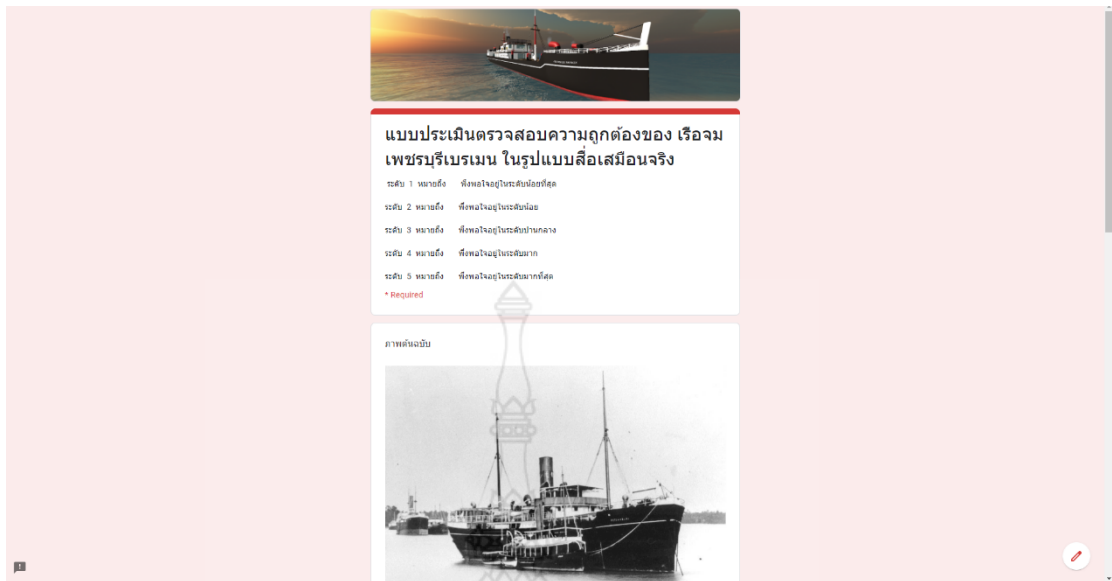 แบบประเมินตรวจสอบความถูกต้องของ เรือจม
เพชรบุรีเบรเมน ในรูปแบบสื่อเสมือนจริง
ระดับ 1 หมายถึง พึงพอใจอยู่ในระดับน้อยที่สุด
ระดับ 2 หมายถึง พึงพอใจอยู่ในระดับน้อย
ระดับ 3 หมายถึง พึงพอใจอยู่ในระดับปานกลาง
ระดับ 4 หมายถึง พึงพอใจอยู่ในระดับมาก
ระดับ 5 หมายถึง พึงพอใจอยู่ในระดับมากที่สุด
* Required
ภาพต้นฉบับ